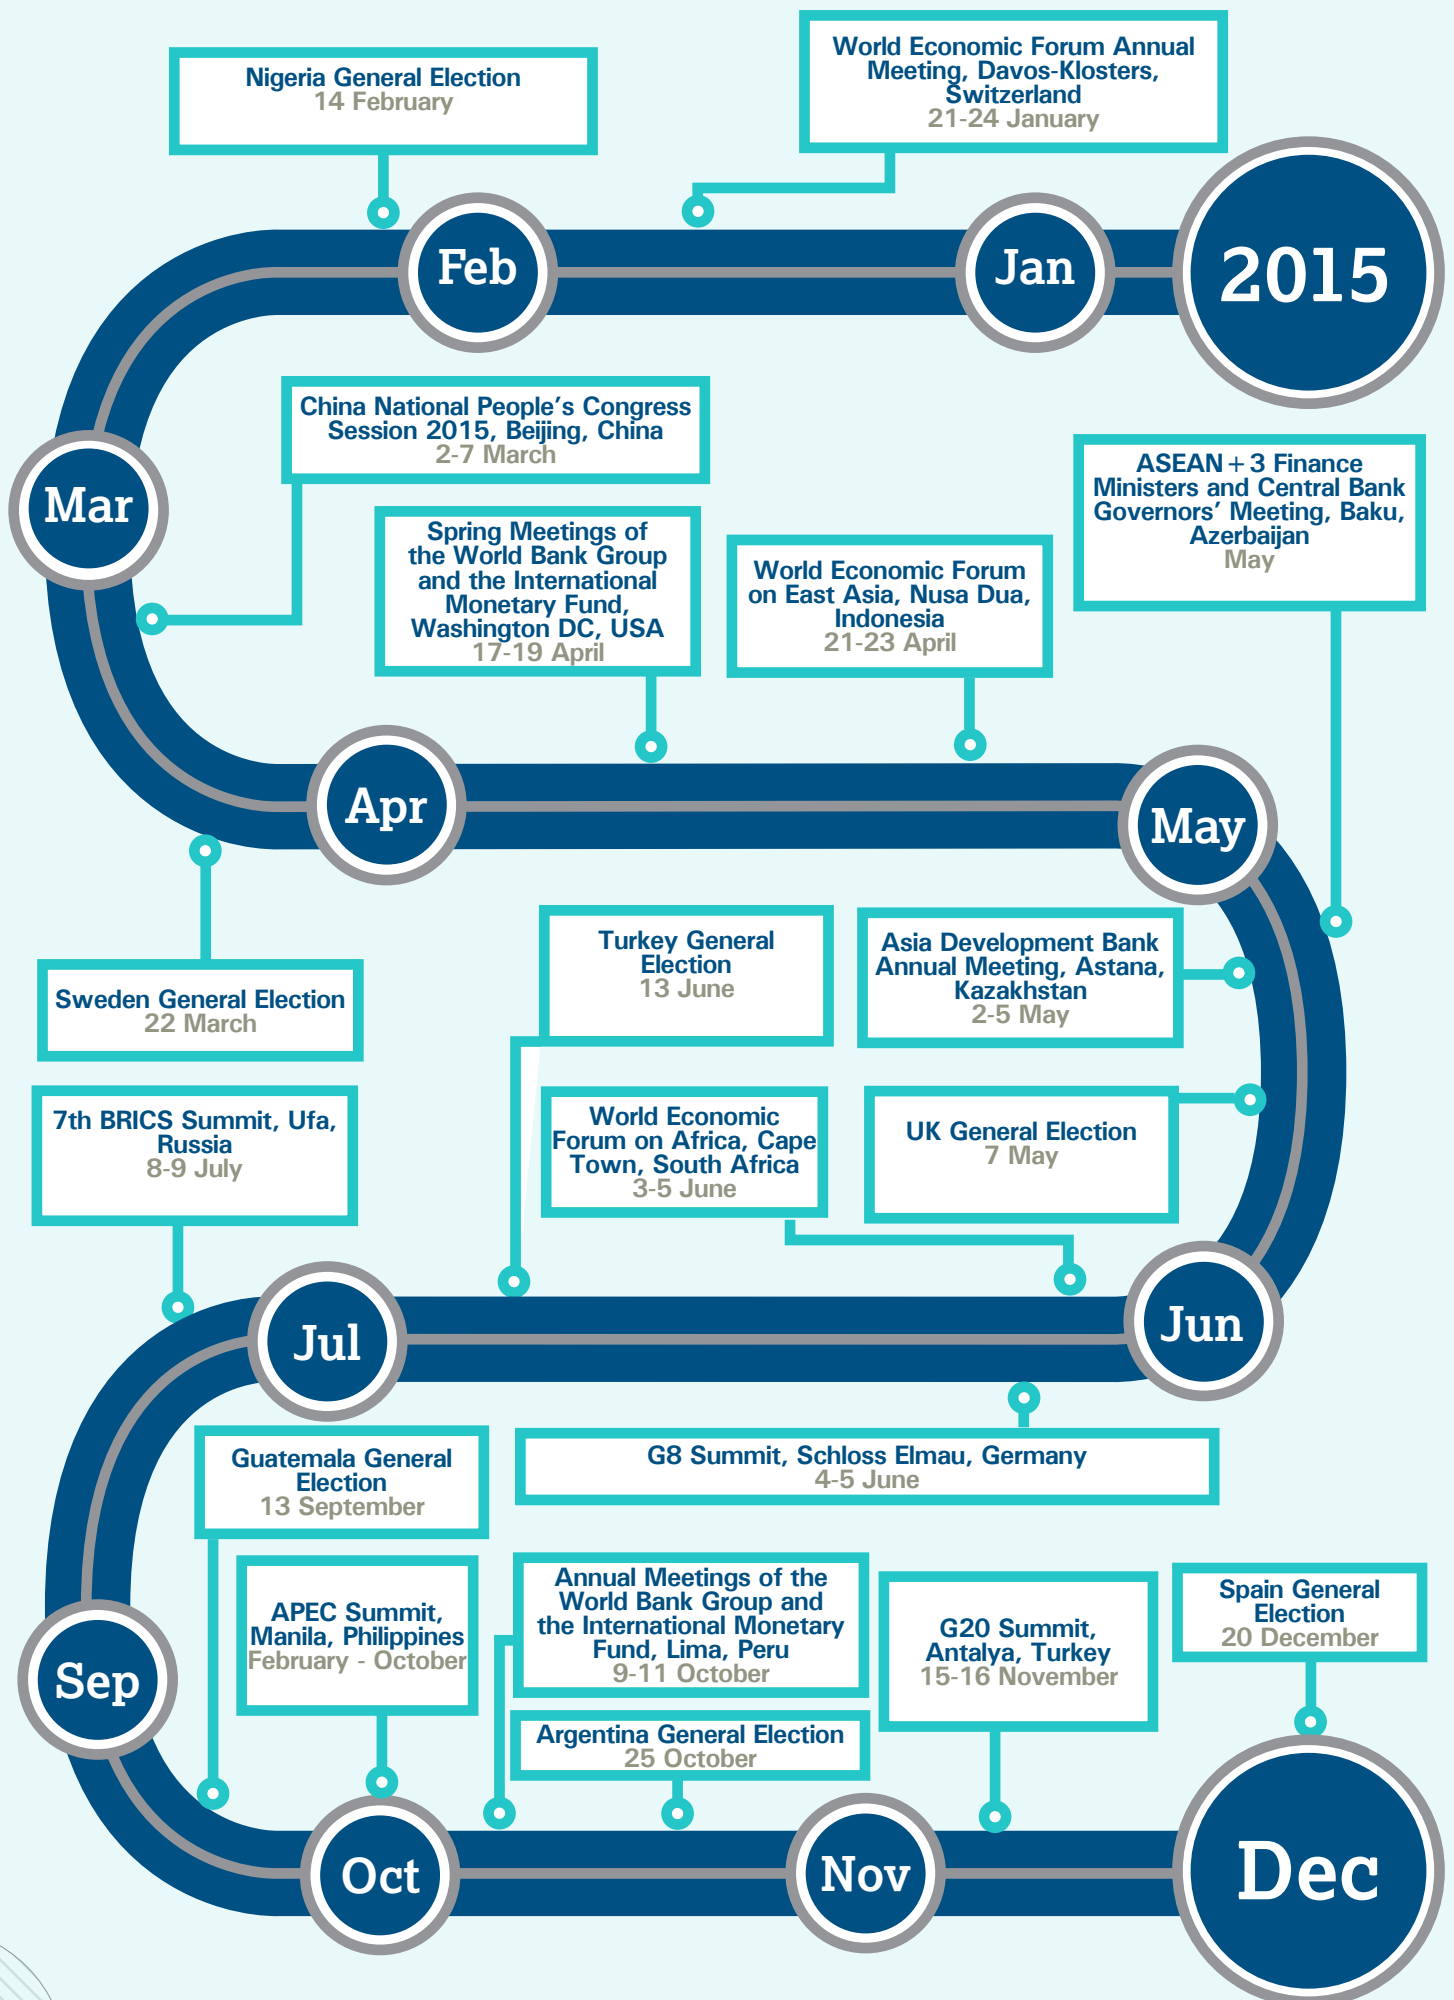 World Economic Forum Annual
Meeting, Davos-Klosters,
Switzerland
21-24 January
Nigeria General Election
14 February
2015
Jan
Feb
China National People’s Congress
Session 2015, Beijing, China
2-7 March
Mar
Spring Meetings of
the World Bank Group
and the International
Monetary Fund,
Washington DC, USA
17-19 April
World Economic Forum
on East Asia, Nusa Dua,
Indonesia
21-23 April
ASEAN+3 Finance
Ministers and Central Bank
Governors’ Meeting, Baku,
Azerbaijan
May
Apr
May
Sweden General Election
22 March
Turkey General
Election
13 June
Asia Development Bank
Annual Meeting, Astana,
Kazakhstan
2-5 May
7th BRICS Summit, Ufa,
Russia
8-9 July
World Economic
Forum on Africa, Cape
Town, South Africa
3-5 June
UK General Election
7 May
Jun
Jul
Guatemala General
Election
13 September
G8 Summit, Schloss Elmau, Germany
4-5 June
Sep
APEC Summit,
Manila, Philippines
February - October
Annual Meetings of the
World Bank Group and
the International Monetary
Fund, Lima, Peru
9-11 October
Argentina General Election
25 October
G20 Summit,
Antalya, Turkey
15-16 November
Spain General
Election
20 December
Oct
Nov
Dec